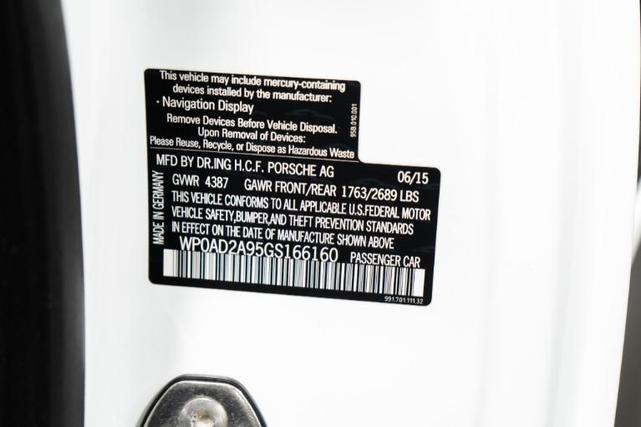 This vehicle may include mercury-containing
devices installed by the manufacturer:
· Navigation Display
Remove Devices Before Vehicle Disposal.
Upon Removal of Devices:
Please Reuse, Recycle, or Dispose as Hazardous Waste
958.010.001
MFD BY DR.ING H.C.F. PORSCHE AG 06/15
GVWR 4387 GAWR FRONT/REAR 1763/2689 LBS
THIS VEHICLE CONFORMS TO ALL APPLICABLE U.S.FEDERAL MOTOR
VEHICLE SAFETY,BUMPER,AND THEFT PREVENTION STANDARDS
IN EFFECT ON THE DATE OF MANUFACTURE SHOWN ABOVE
WP0AD2A95GS166160 PASSENGER CAR
MADE IN GERMANY
991.701.111.32